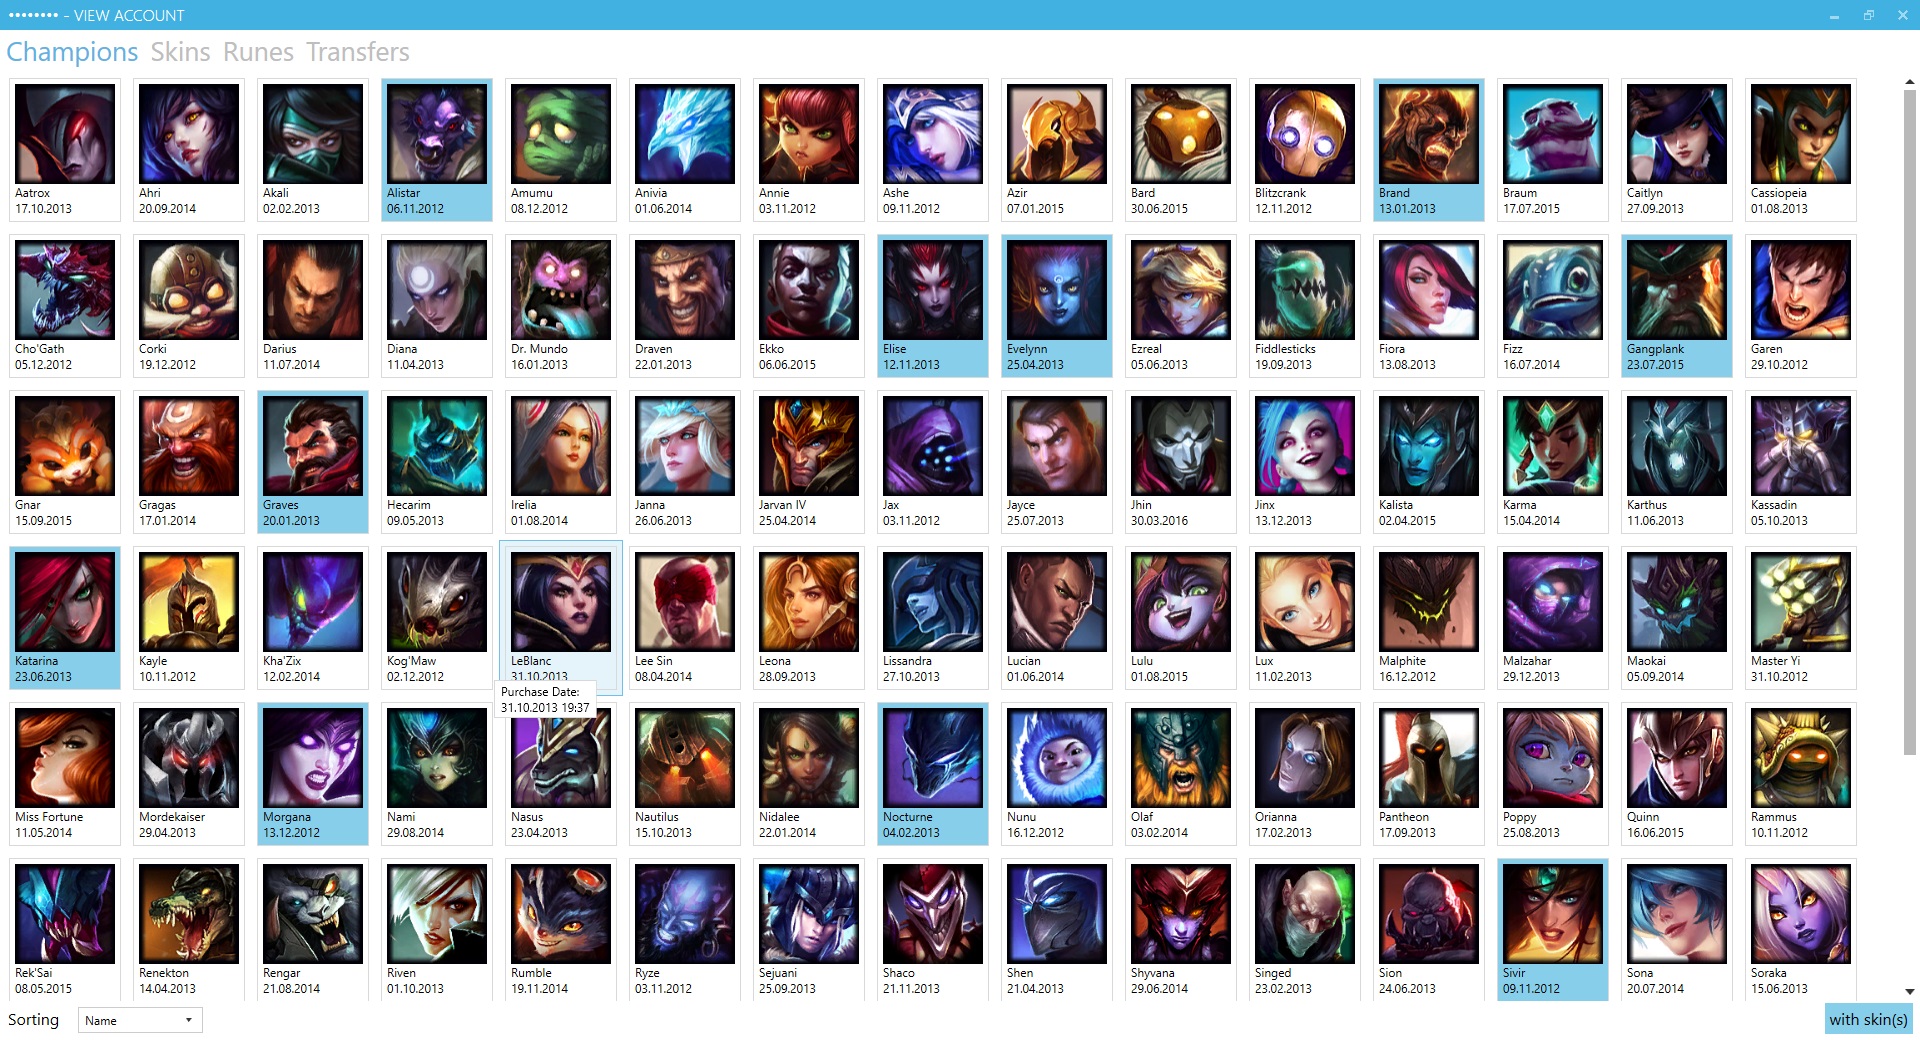 •••••••• - VIEW ACCOUNT
Champions Skins Runes Transfers
Aatrox Ahri Akali Alistar Amumu Anivia Annie Ashe Azir Bard Blitzcrank Brand Braum Caitlyn Cassiopeia
17.10.2013 20.09.2014 02.02.2013 06.11.2012 08.12.2012 01.06.2014 03.11.2012 09.11.2012 07.01.2015 30.06.2015 12.11.2012 13.01.2013 17.07.2015 27.09.2013 01.08.2013
Cho'Gath Corki Darius Diana Dr. Mundo Draven Ekko Elise Evelynn Ezreal Fiddlesticks Fiora Fizz Gangplank Garen
05.12.2012 19.12.2012 11.07.2014 11.04.2013 16.01.2013 22.01.2013 06.06.2015 12.11.2013 25.04.2013 05.06.2013 19.09.2013 13.08.2013 16.07.2014 23.07.2015 29.10.2012
Gnar Gragas Graves Hecarim Irelia Janna Jarvan IV Jax Jayce Jhin Jinx Kalista Karma Karthus Kassadin
15.09.2015 17.01.2014 20.01.2013 09.05.2013 01.08.2014 26.06.2013 25.04.2014 03.11.2012 25.07.2013 30.03.2016 13.12.2013 02.04.2015 15.04.2014 11.06.2013 05.10.2013
Katarina Kayle Kha'Zix Kog'Maw LeBlanc Lee Sin Leona Lissandra Lucian Lulu Lux Malphite Malzahar Maokai Master Yi
23.06.2013 10.11.2012 12.02.2014 02.12.2012 31.10.2013 08.04.2014 28.09.2013 27.10.2013 01.06.2014 01.08.2015 11.02.2013 16.12.2012 29.12.2013 05.09.2014 31.10.2012
Purchase Date:
31.10.2013 19:37
Miss Fortune Mordekaiser Morgana Nami Nasus Nautilus Nidalee Nocturne Nunu Olaf Orianna Pantheon Poppy Quinn Rammus
11.05.2014 29.04.2013 13.12.2012 29.08.2014 23.04.2013 15.10.2013 22.01.2014 04.02.2013 16.12.2012 03.02.2014 17.02.2013 17.09.2013 25.08.2013 16.06.2015 10.11.2012
Rek'Sai Renekton Rengar Riven Rumble Ryze Sejuani Shaco Shen Shyvana Singed Sion Sivir Sona Soraka
08.05.2015 14.04.2013 21.08.2014 01.10.2013 19.11.2014 03.11.2012 25.09.2013 21.11.2013 21.04.2013 29.06.2014 23.02.2013 24.06.2013 09.11.2012 20.07.2014 15.06.2013
Sorting Name with skin(s)